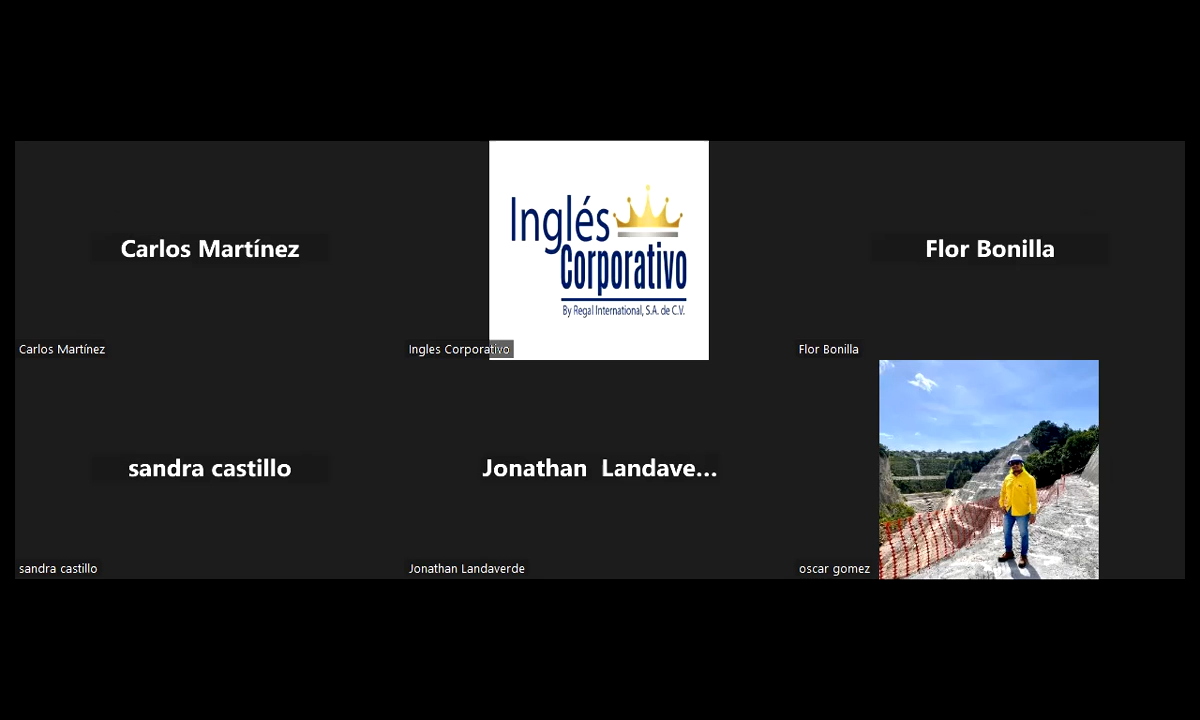 Carlos Martínez
Inglés
Corporativo
By Regal International, S.A. de C.V.
Flor Bonilla
Carlos Martínez
Ingles Corporativo
Flor Bonilla
sandra castillo
Jonathan  Landave...
sandra castillo
Jonathan Landaverde
oscar gomez